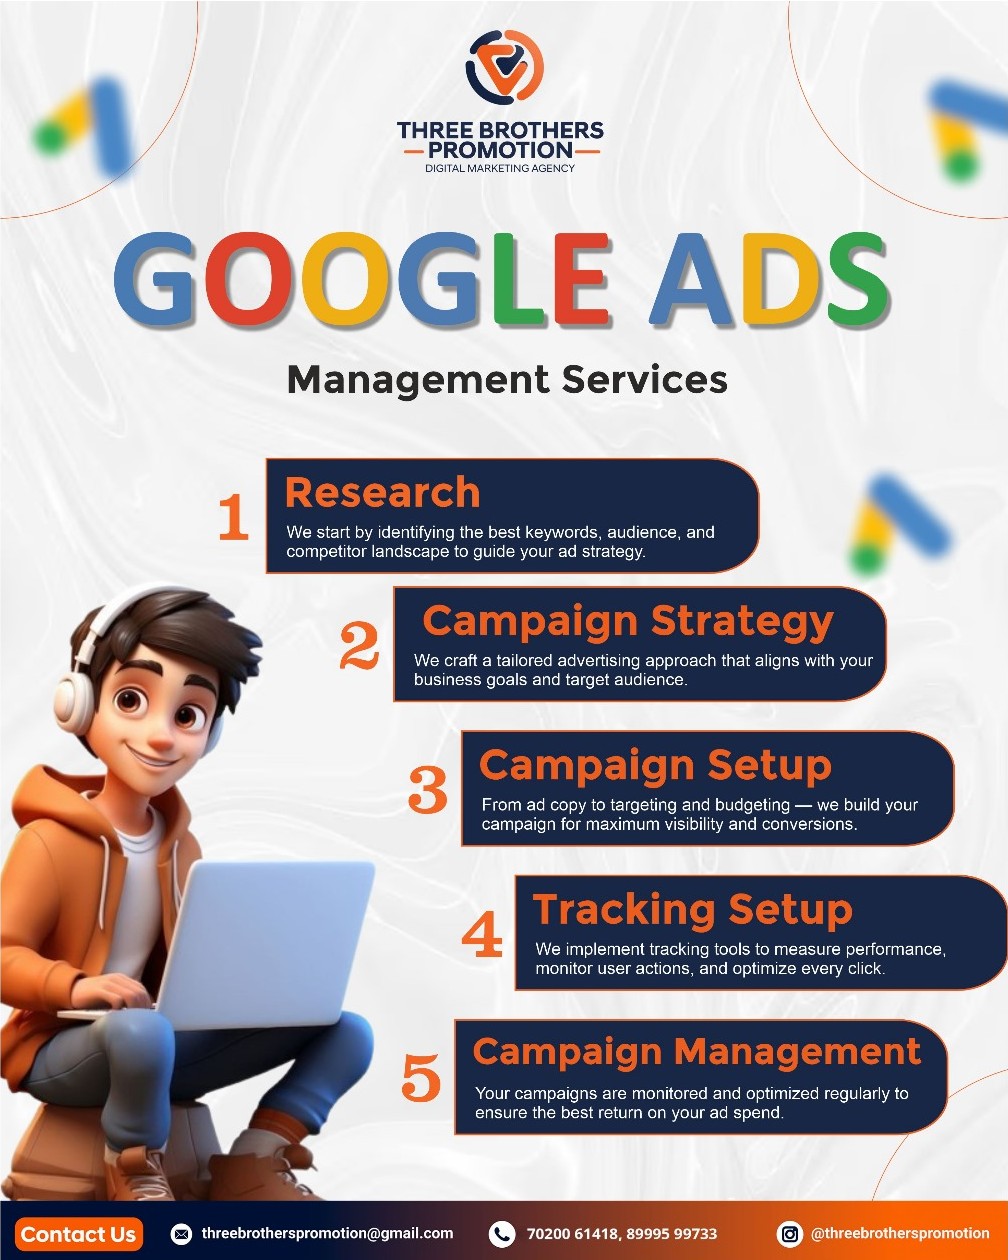 THREE BROTHERS
PROMOTION
DIGITAL MARKETING AGENCY
GOOGLE ADS
Management Services
1
Research
We start by identifying the best keywords, audience, and
competitor landscape to guide your ad strategy.
2
Campaign Strategy
We craft a tailored advertising approach that aligns with your
business goals and target audience.
3
Campaign Setup
From ad copy to targeting and budgeting — we build your
campaign for maximum visibility and conversions.
4
Tracking Setup
We implement tracking tools to measure performance,
monitor user actions, and optimize every click.
5
Campaign Management
Your campaigns are monitored and optimized regularly to
ensure the best return on your ad spend.
Contact Us threebrotherspromotion@gmail.com 70200 61418, 89995 99733 @threebrotherspromotion